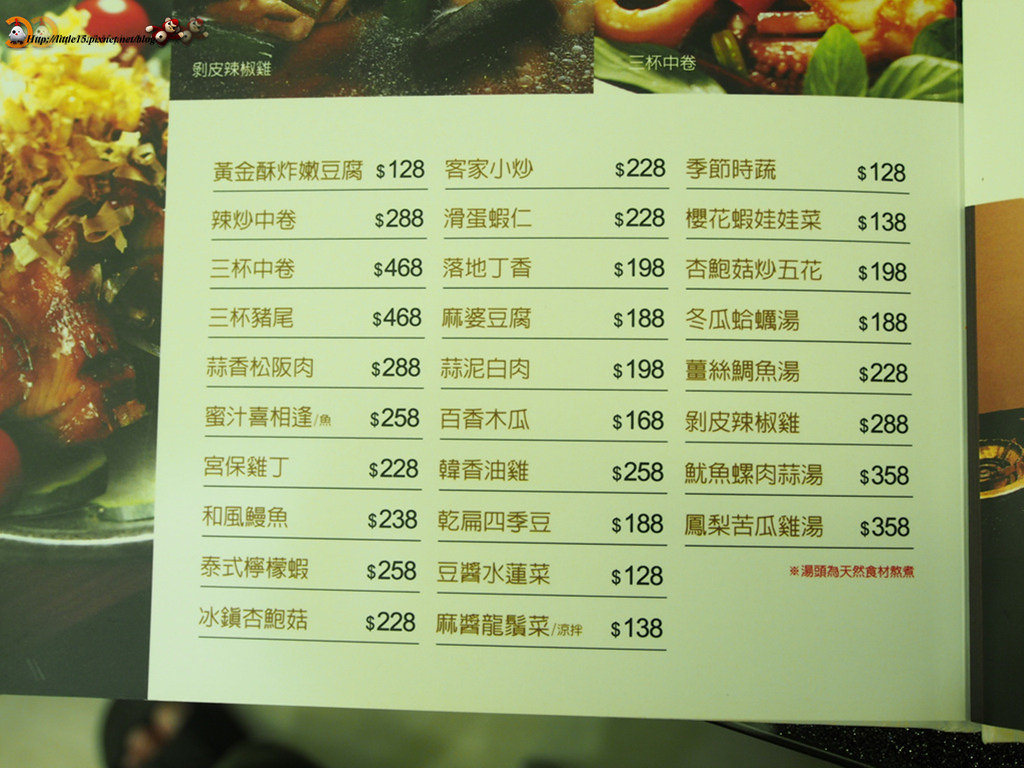 Http://little15.pixnet.net/blog
剝皮辣椒雞
三杯中卷
黃金酥炸嫩豆腐 $128
辣炒中卷 $288
三杯中卷 $468
三杯豬尾 $468
蒜香松阪肉 $288
蜜汁喜相逢/魚 $258
宮保雞丁 $228
和風鰻魚 $238
泰式檸檬蝦 $258
冰鎮杏鮑菇 $228
客家小炒 $228
滑蛋蝦仁 $228
落地丁香 $198
麻婆豆腐 $188
蒜泥白肉 $198
百香木瓜 $168
韓香油雞 $258
乾扁四季豆 $188
豆醬水蓮菜 $128
麻醬龍鬚菜/涼拌 $138
季節時蔬 $128
櫻花蝦娃娃菜 $138
杏鮑菇炒五花 $198
冬瓜蛤蠣湯 $188
薑絲鯛魚湯 $228
剝皮辣椒雞 $288
魷魚螺肉蒜湯 $358
鳳梨苦瓜雞湯 $358
※湯頭為天然食材熬煮